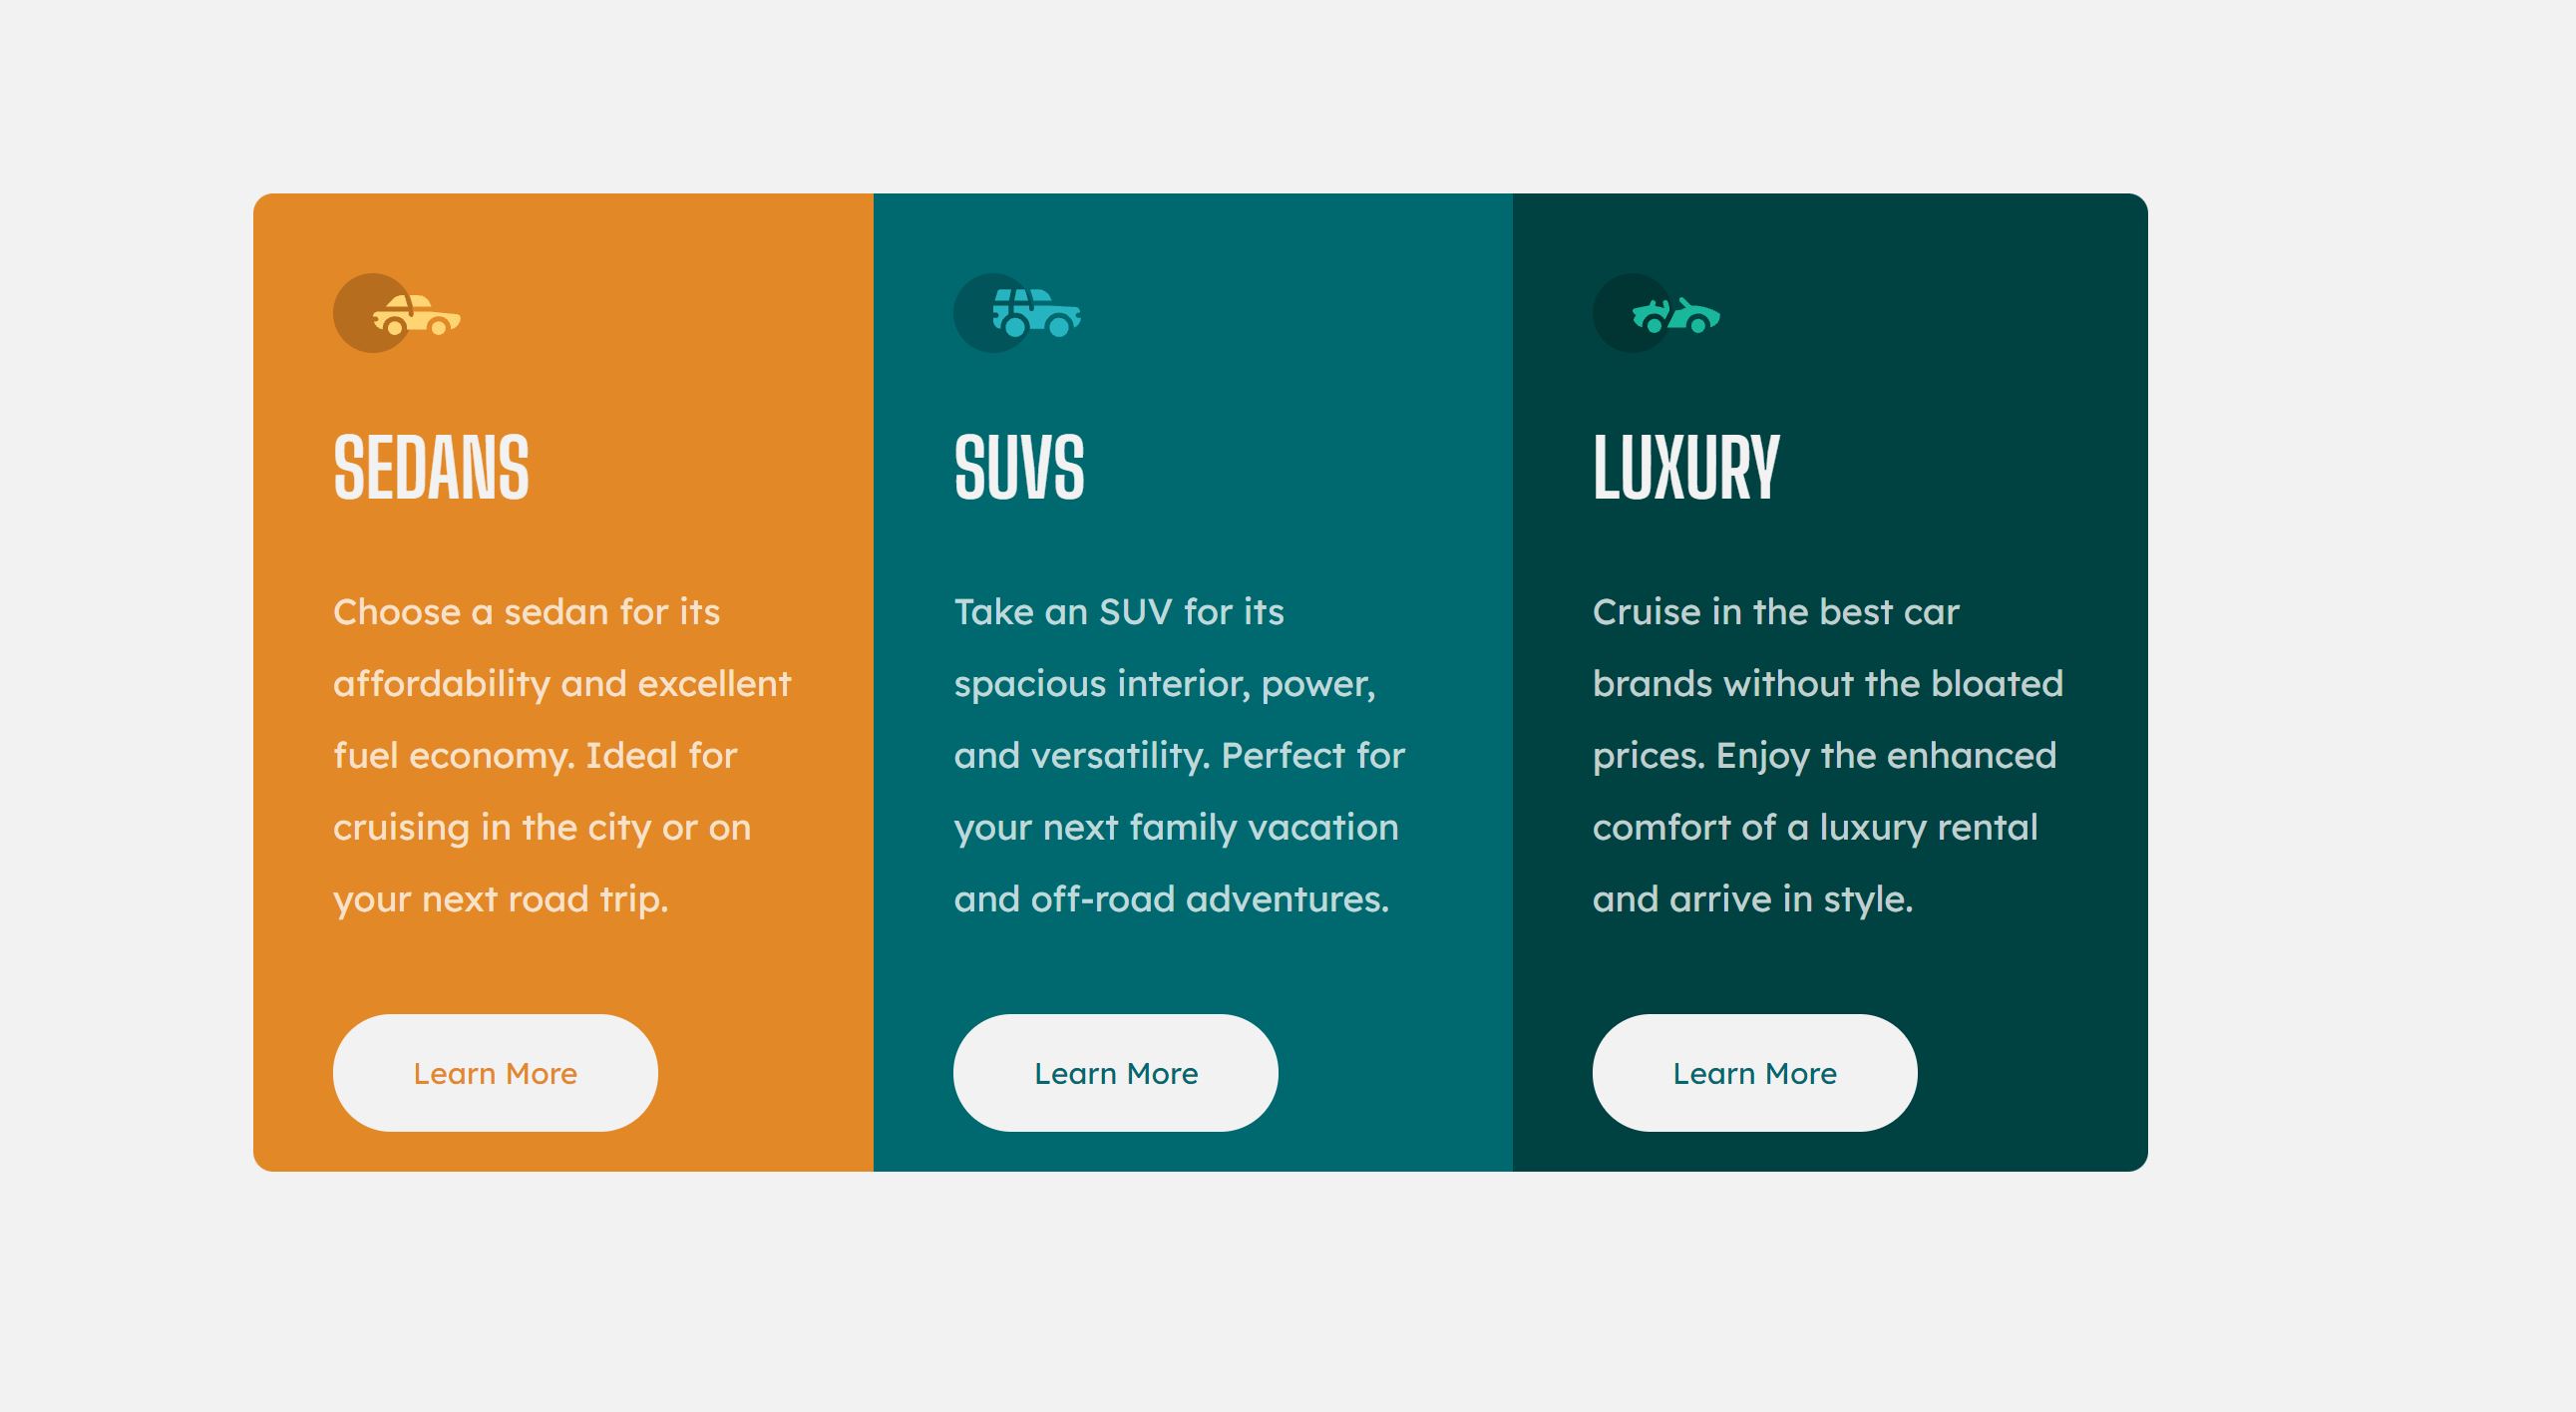 SEDANS
Choose a sedan for its
affordability and excellent
fuel economy. Ideal for
cruising in the city or on
your next road trip.
Learn More
SUVS
Take an SUV for its
spacious interior, power,
and versatility. Perfect for
your next family vacation
and off-road adventures.
Learn More
LUXURY
Cruise in the best car
brands without the bloated
prices. Enjoy the enhanced
comfort of a luxury rental
and arrive in style.
Learn More